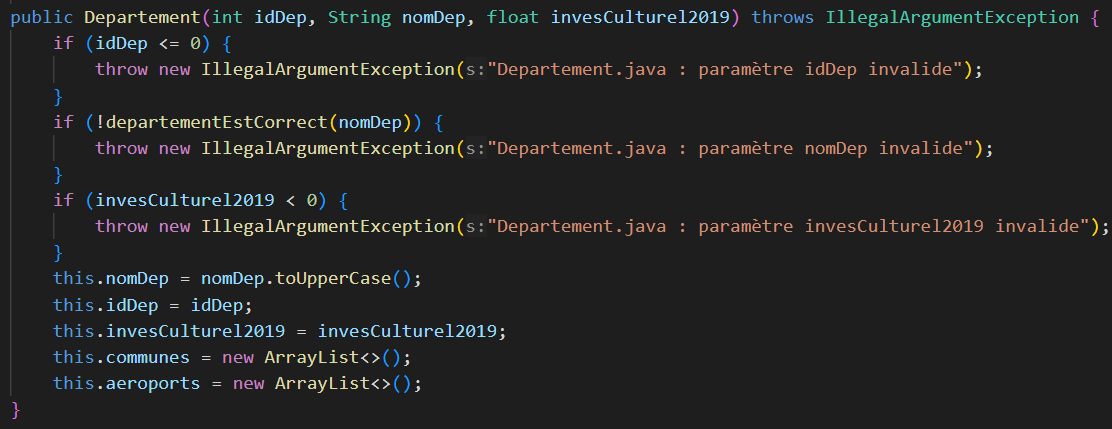 public Departement(int idDep, String nomDep, float invesCulturel2019) throws IllegalArgumentException {
    if (idDep <= 0) {
        throw new IllegalArgumentException(s:"Departement.java : paramètre idDep invalide");
    }
    if (!departementEstCorrect(nomDep)) {
        throw new IllegalArgumentException(s:"Departement.java : paramètre nomDep invalide");
    }
    if (invesCulturel2019 < 0) {
        throw new IllegalArgumentException(s:"Departement.java : paramètre invesCulturel2019 invalide");
    }
    this.nomDep = nomDep.toUpperCase();
    this.idDep = idDep;
    this.invesCulturel2019 = invesCulturel2019;
    this.communes = new ArrayList<>();
    this.aeroports = new ArrayList<>();
}